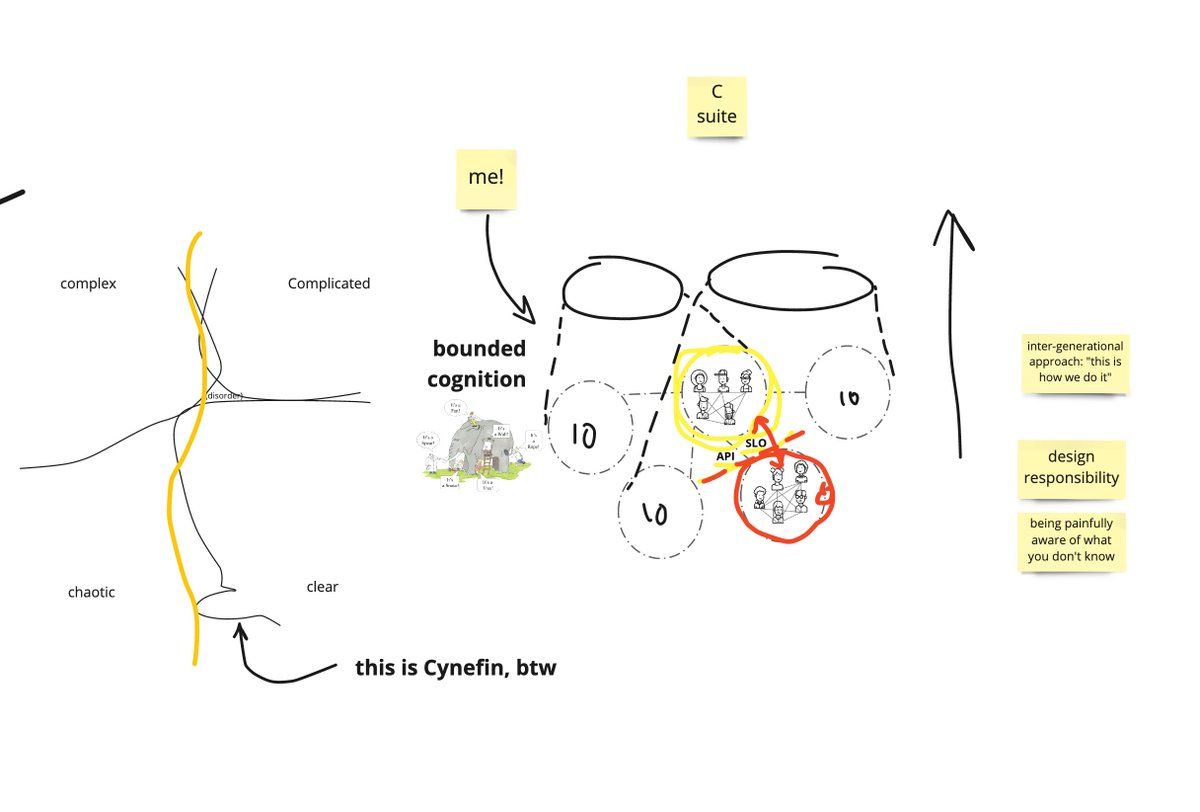 C
suite
me!
complex
Complicated
bounded
cognition
(disorder)
10
10
10
SLO
API
inter-generational
approach: "this is
how we do it"
design
responsibility
being painfully
aware of what
you don't know
chaotic
clear
this is Cynefin, btw